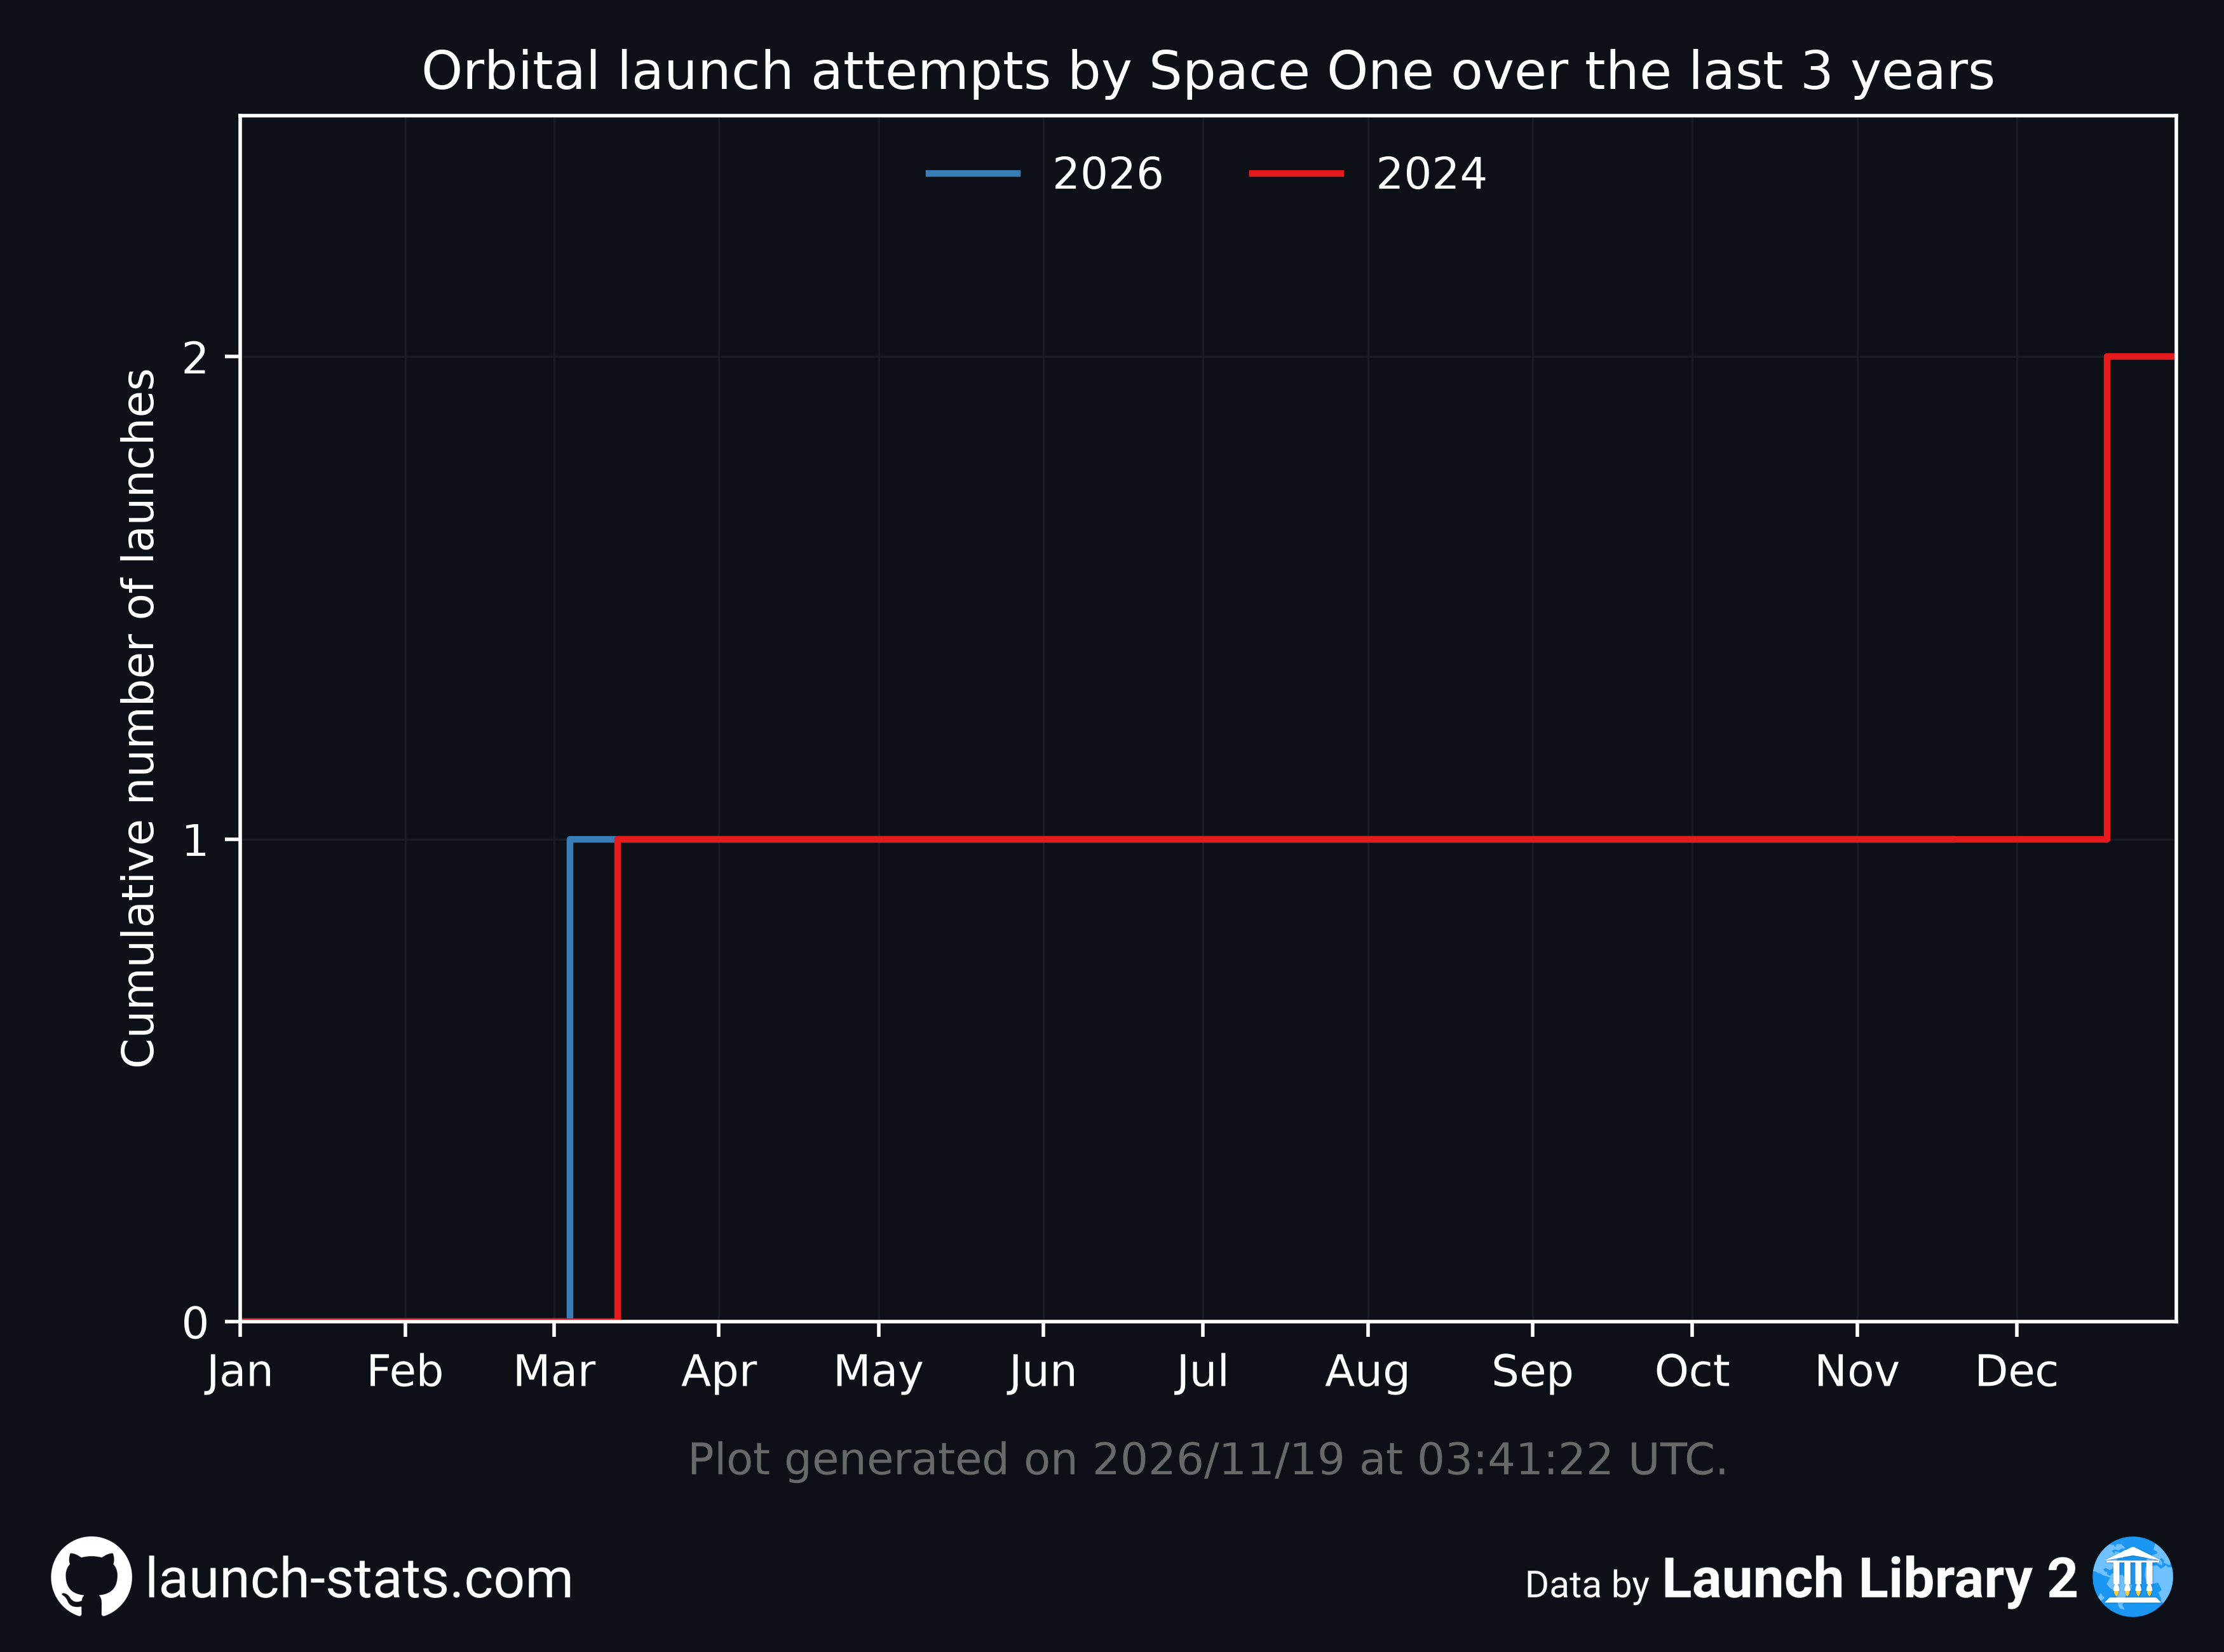 Orbital launch attempts by Space One over the last 3 years
2026
2024
Cumulative number of launches
2
1
0
Jan Feb Mar Apr May Jun Jul Aug Sep Oct Nov Dec
Plot generated on 2026/11/19 at 03:41:22 UTC.
launch-stats.com
Data by Launch Library 2